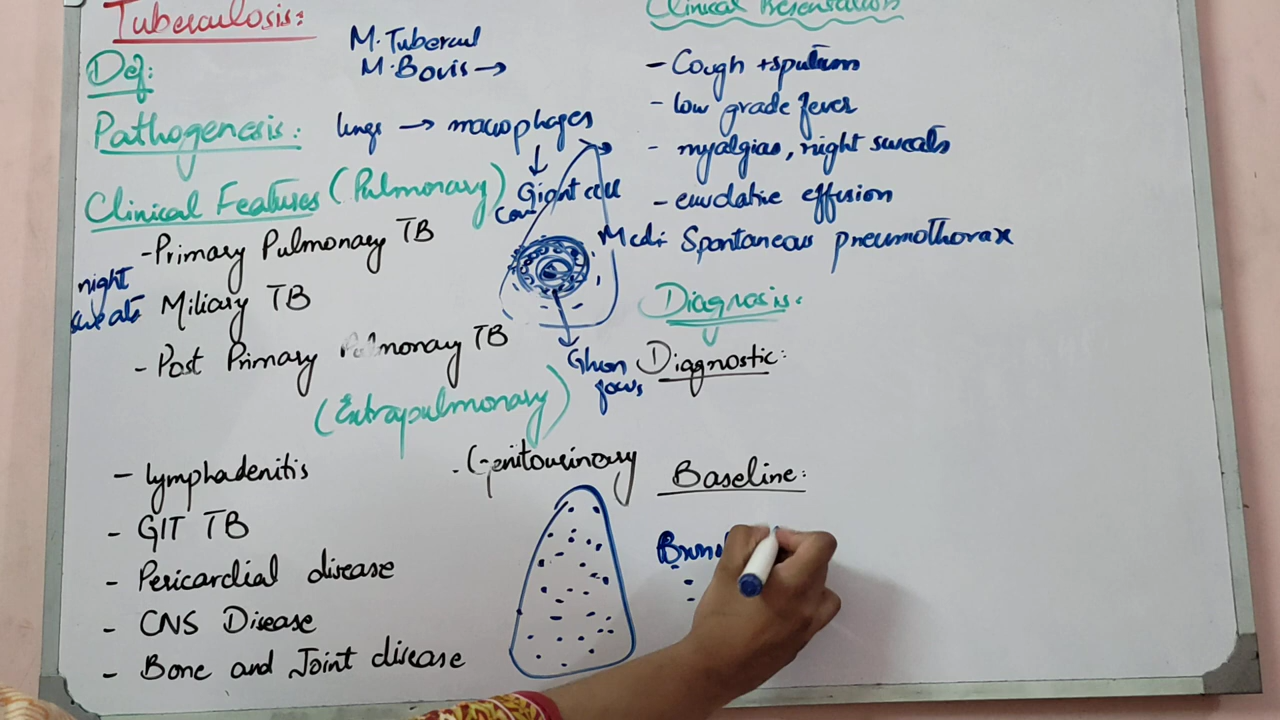 Tuberculosis:
Def:
M. Tubercul
M. Bovis →
Pathogenesis: lungs → macrophages
↓
Giant cell
Clinical Features (Pulmonary)
- Primary Pulmonary TB
night
sweats
Miliary TB
- Post Primary Pulmonary TB
Ghon
focus
(Extrapulmonary)
- lymphadenitis
- GIT TB
- Pericardial disease
- CNS Disease
- Bone and Joint disease
- Genitourinary
Clinical Presentation
- Cough + sputum
- low grade fever
- myalgias, night sweats
- exudative effusion
Spontaneous pneumothorax
Diagnosis:
Diagnostic:
Baseline: